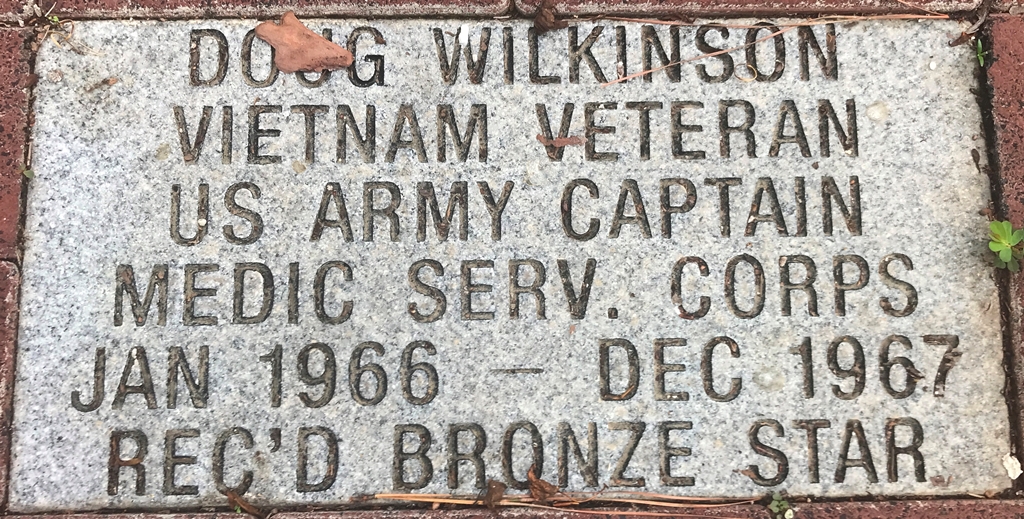 DOUG WILKINSON
VIETNAM VETERAN
US ARMY CAPTAIN
MEDIC SERV. CORPS
JAN 1966 — DEC 1967
REC'D BRONZE STAR